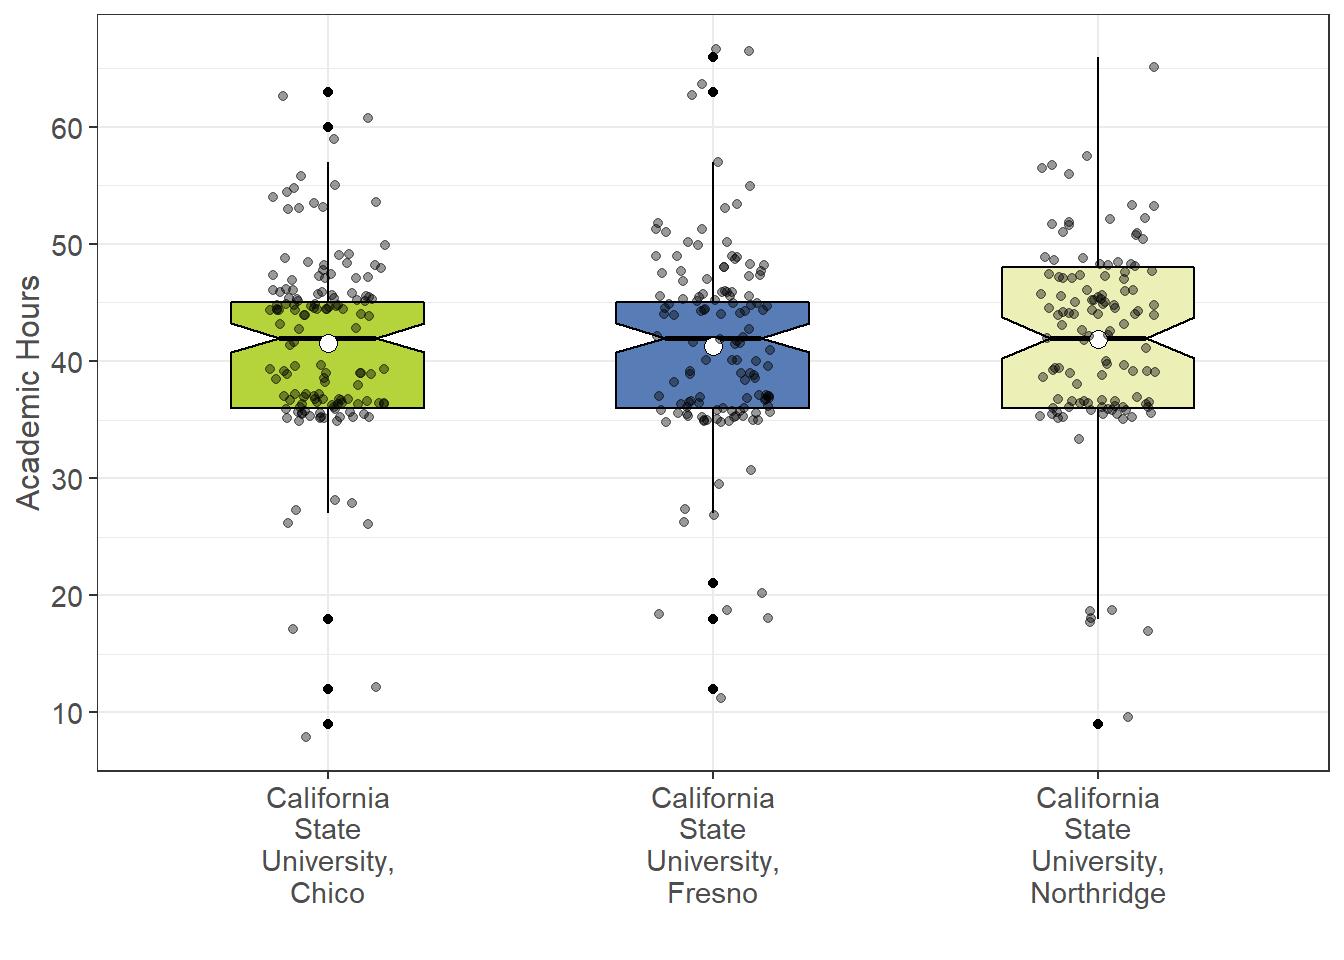 Academic Hours
60
50
40
30
20
10
California
State
University,
Chico
California
State
University,
Fresno
California
State
University,
Northridge